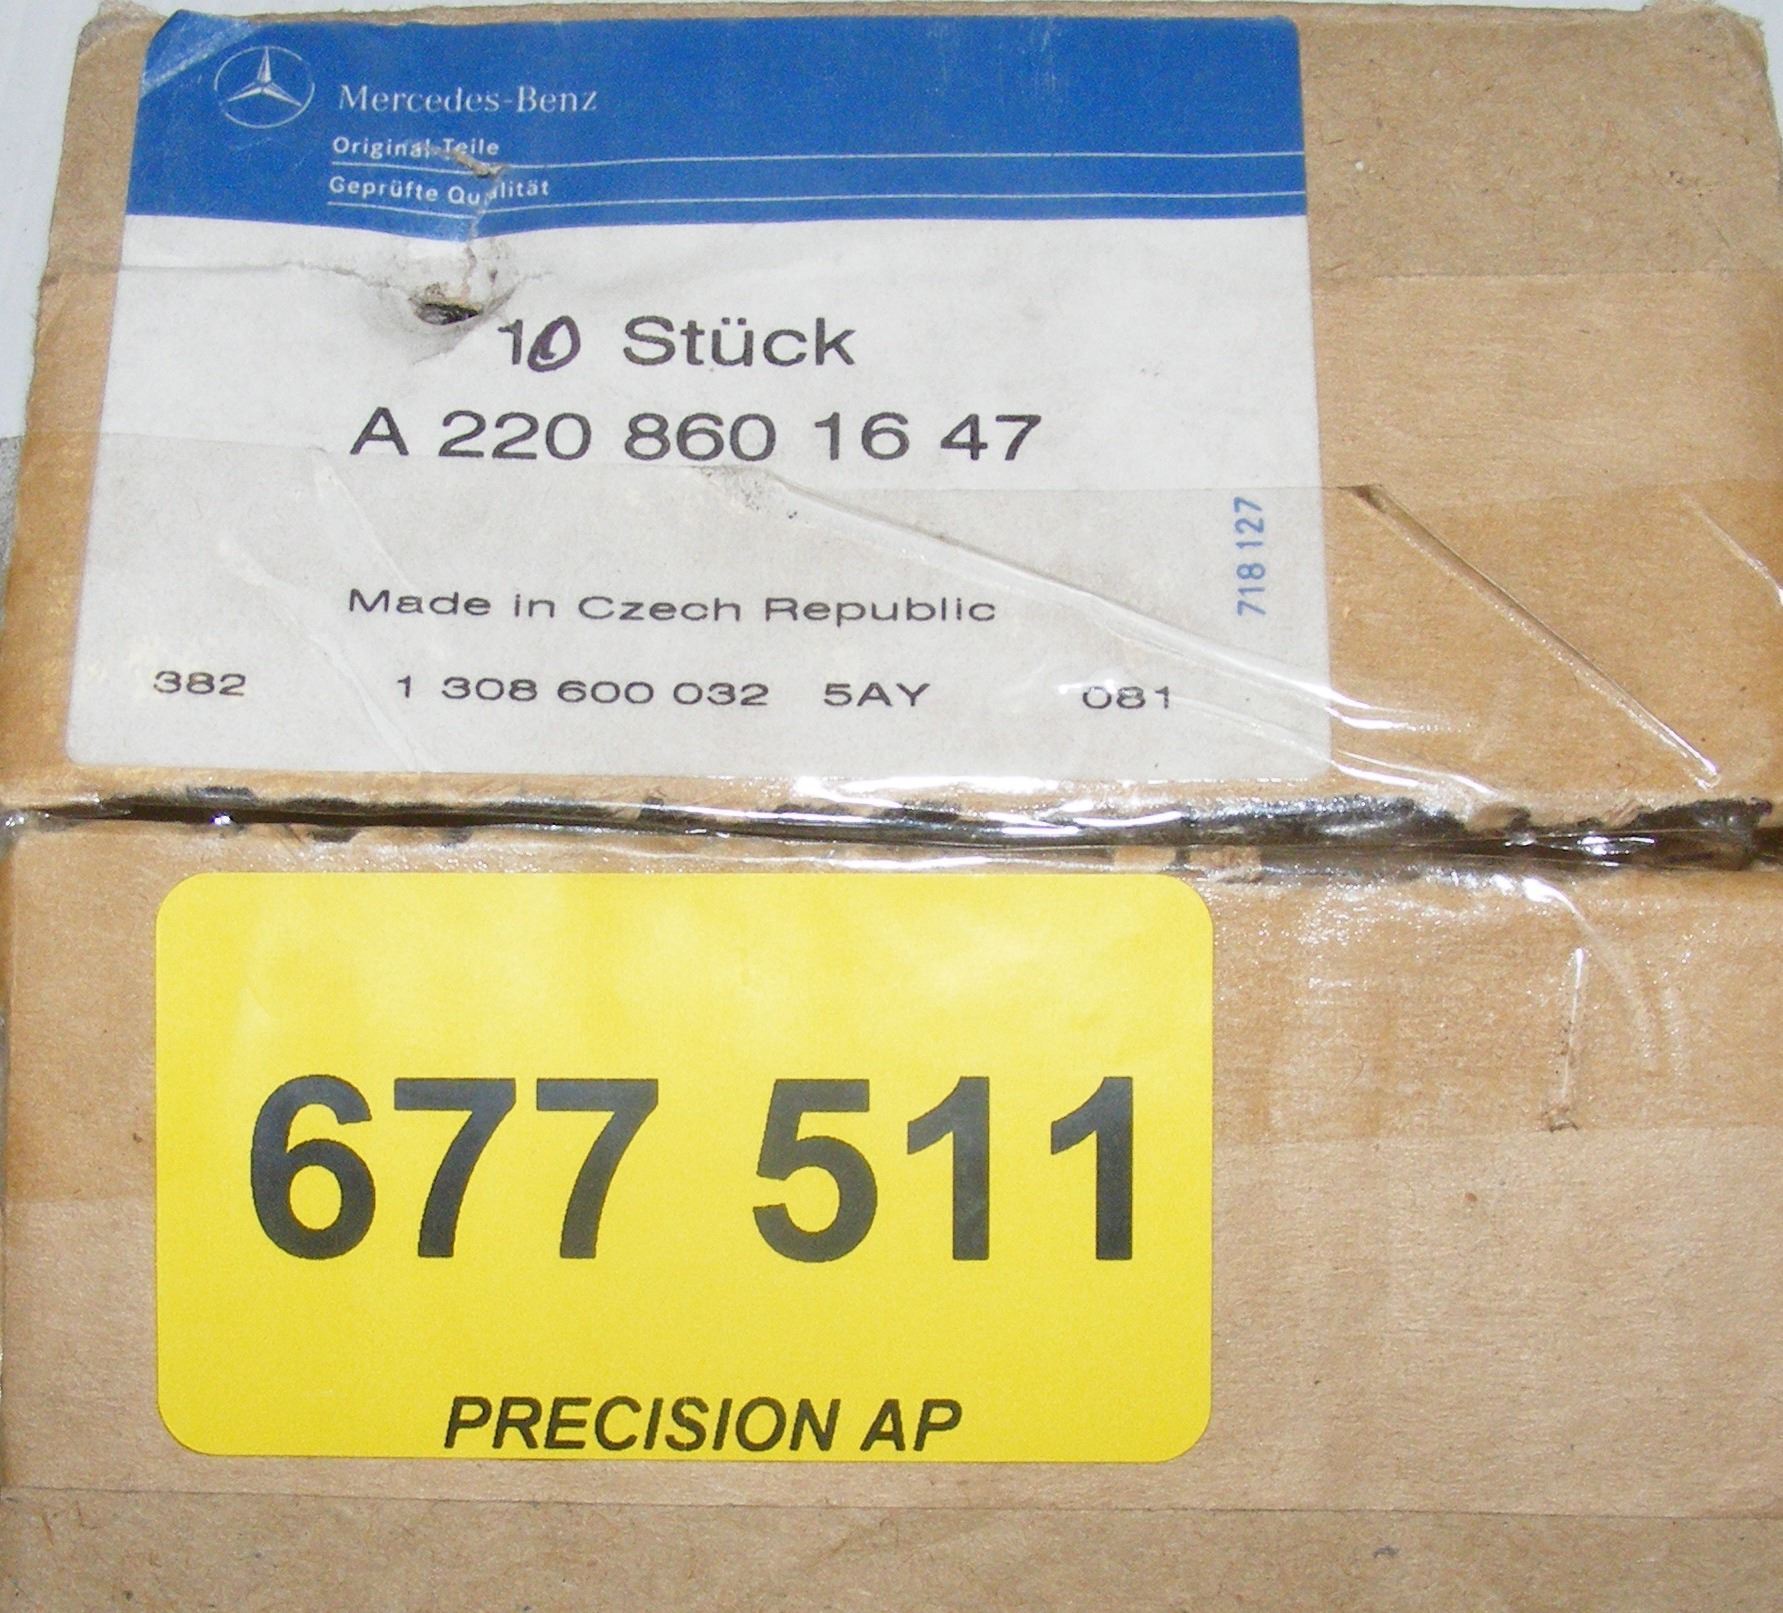 Mercedes-Benz
Original-Teile
Geprüfte Qualität
10 Stück
A 220 860 16 47
718 127
Made in Czech Republic
382 1 308 600 032 5AY 081
677 511
PRECISION AP